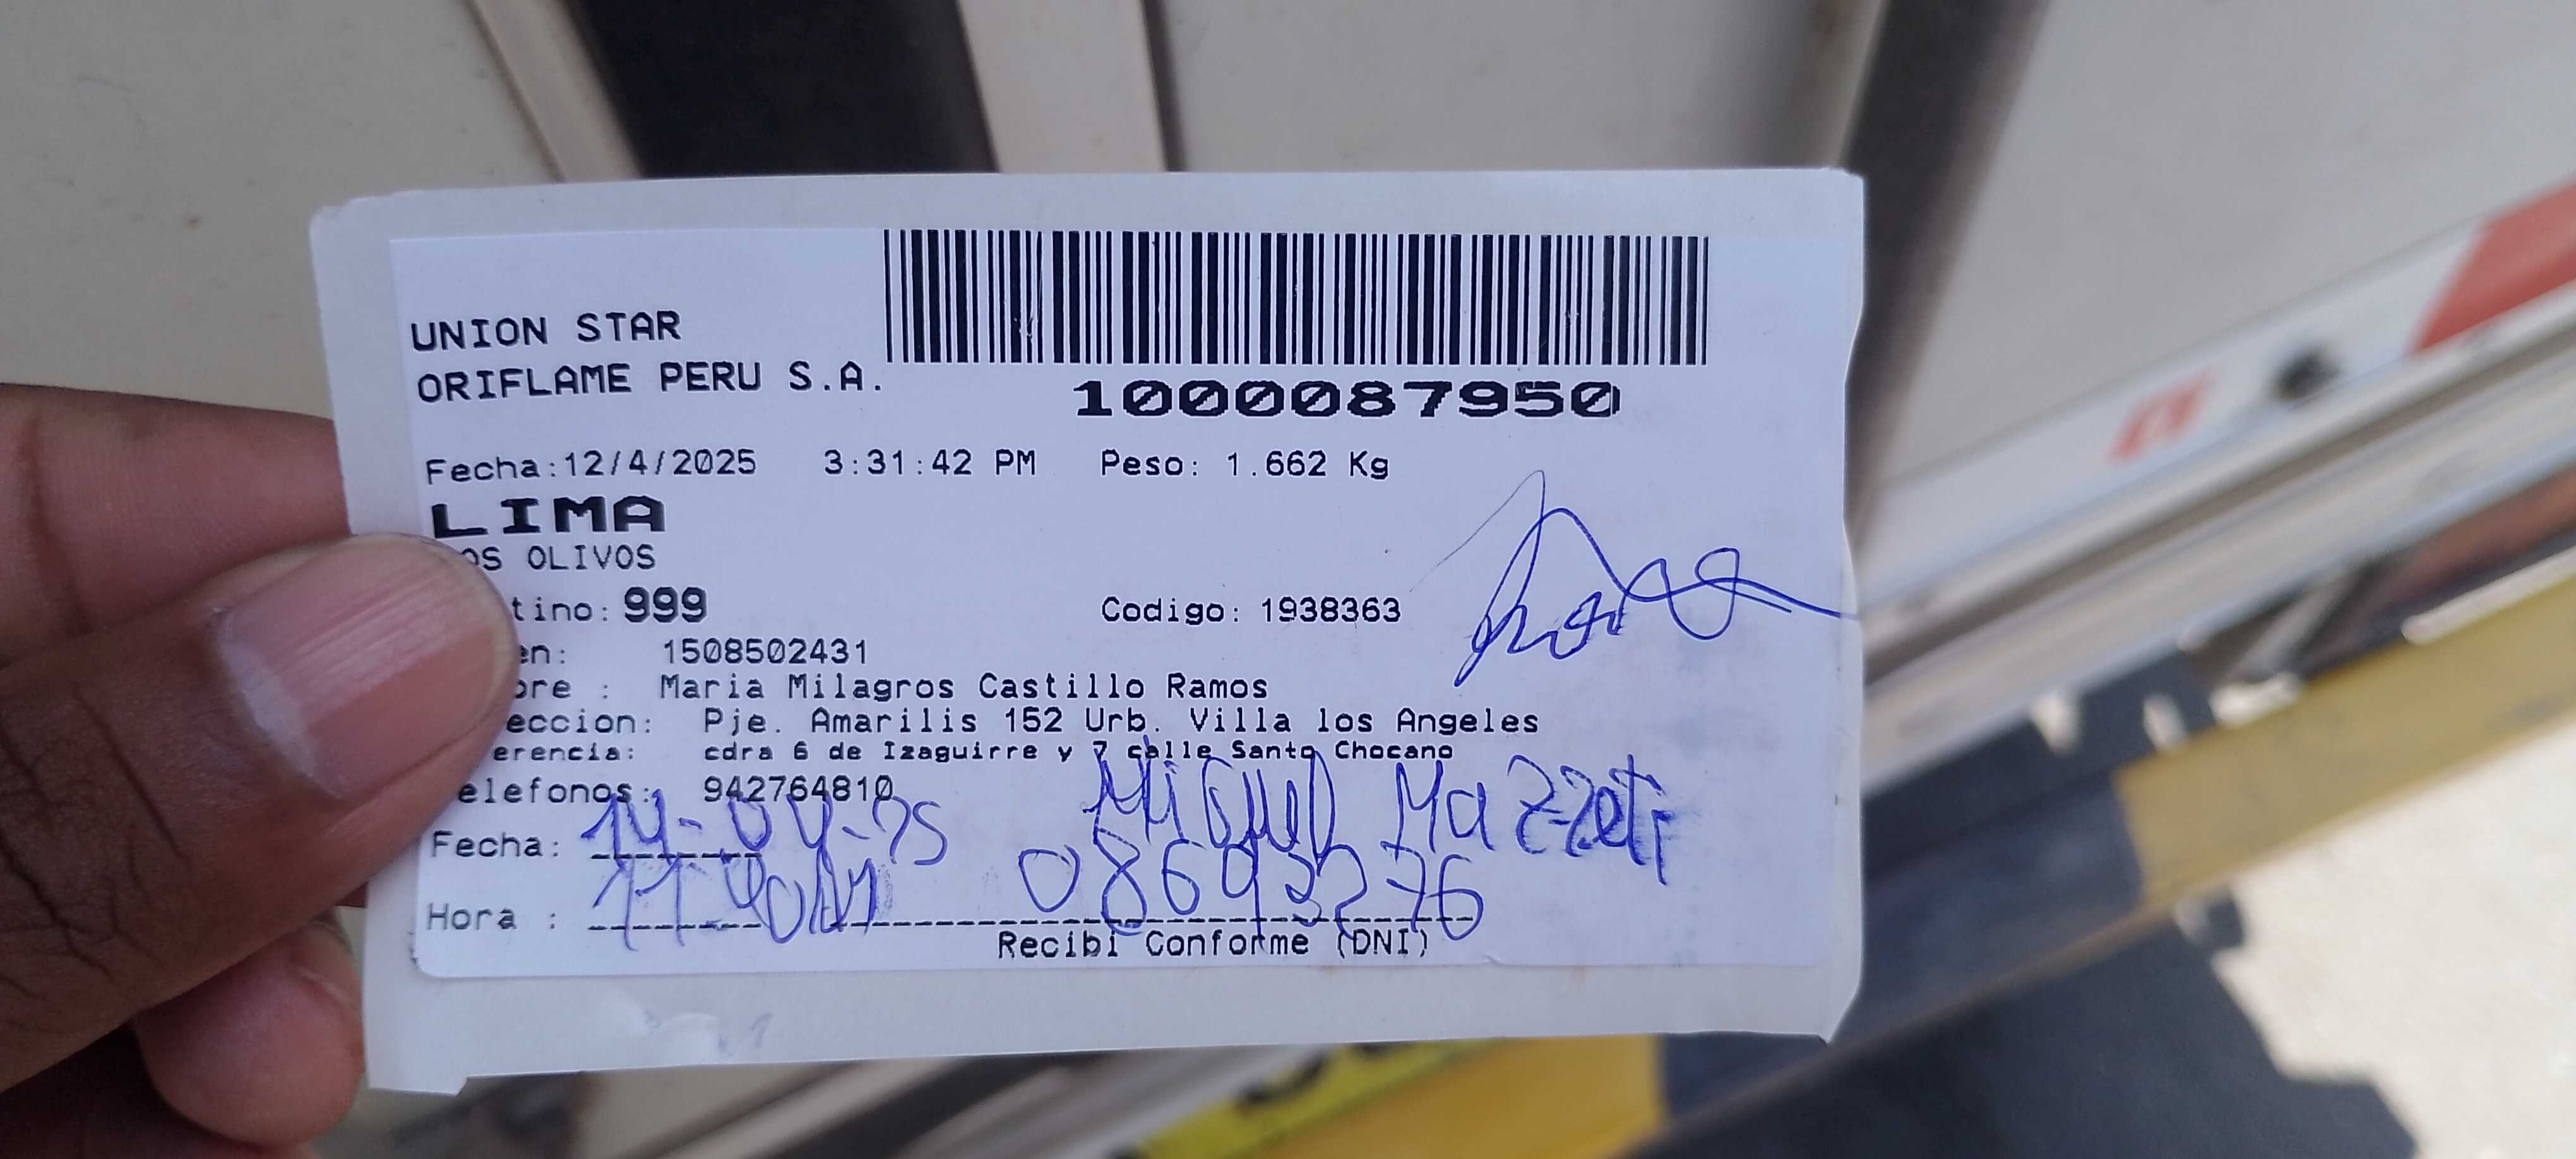 UNION STAR
ORIFLAME PERU S.A.
1000087950
Fecha:12/4/2025 3:31:42 PM Peso: 1.662 Kg
LIMA
OS OLIVOS
tino: 999 Codigo: 1938363
en: 1508502431
bre : Maria Milagros Castillo Ramos
eccion: Pje. Amarilis 152 Urb. Villa los Angeles
erencia: cdra 6 de Izaguirre y 7 calle Santo Chocano
elefonos: 942764810
Miguel Mazzeti
Fecha: 14-04-25
Hora : 08693276
Recibi Conforme (DNI)